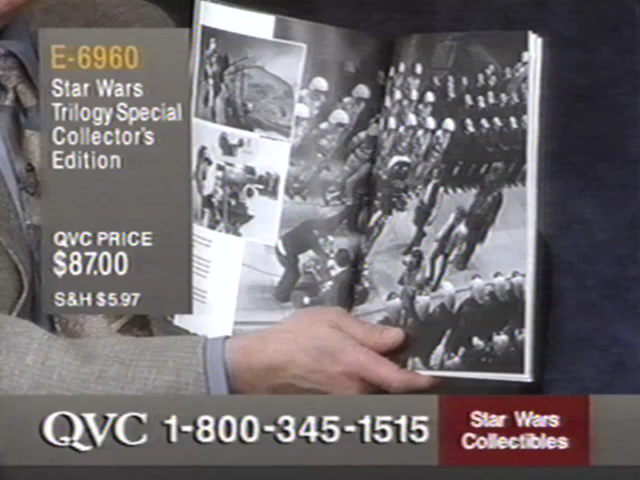 E-6960
Star Wars
Trilogy Special
Collector's
Edition
QVC PRICE
$87.00
S&H $5.97
QVC 1-800-345-1515
Star Wars
Collectibles